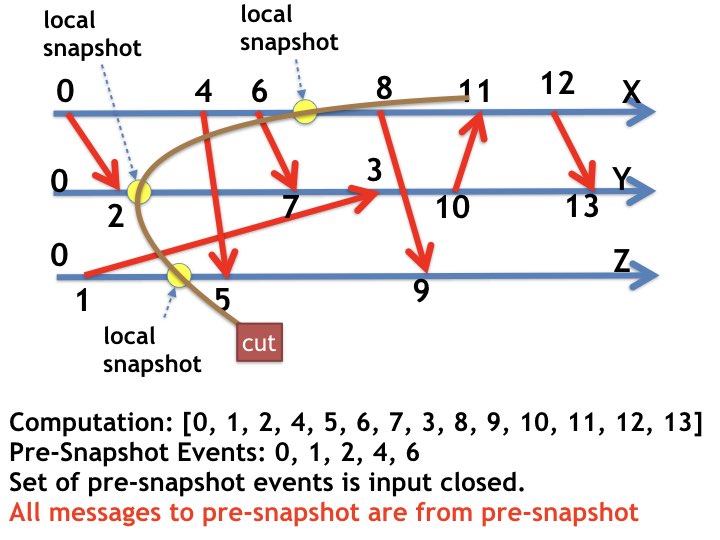 local
snapshot
local
snapshot
0 4 6 8 11 12 X
0 2 7 3 10 13 Y
0 1 5 9 Z
local
snapshot
cut
Computation: [0, 1, 2, 4, 5, 6, 7, 3, 8, 9, 10, 11, 12, 13]
Pre-Snapshot Events: 0, 1, 2, 4, 6
Set of pre-snapshot events is input closed.
All messages to pre-snapshot are from pre-snapshot